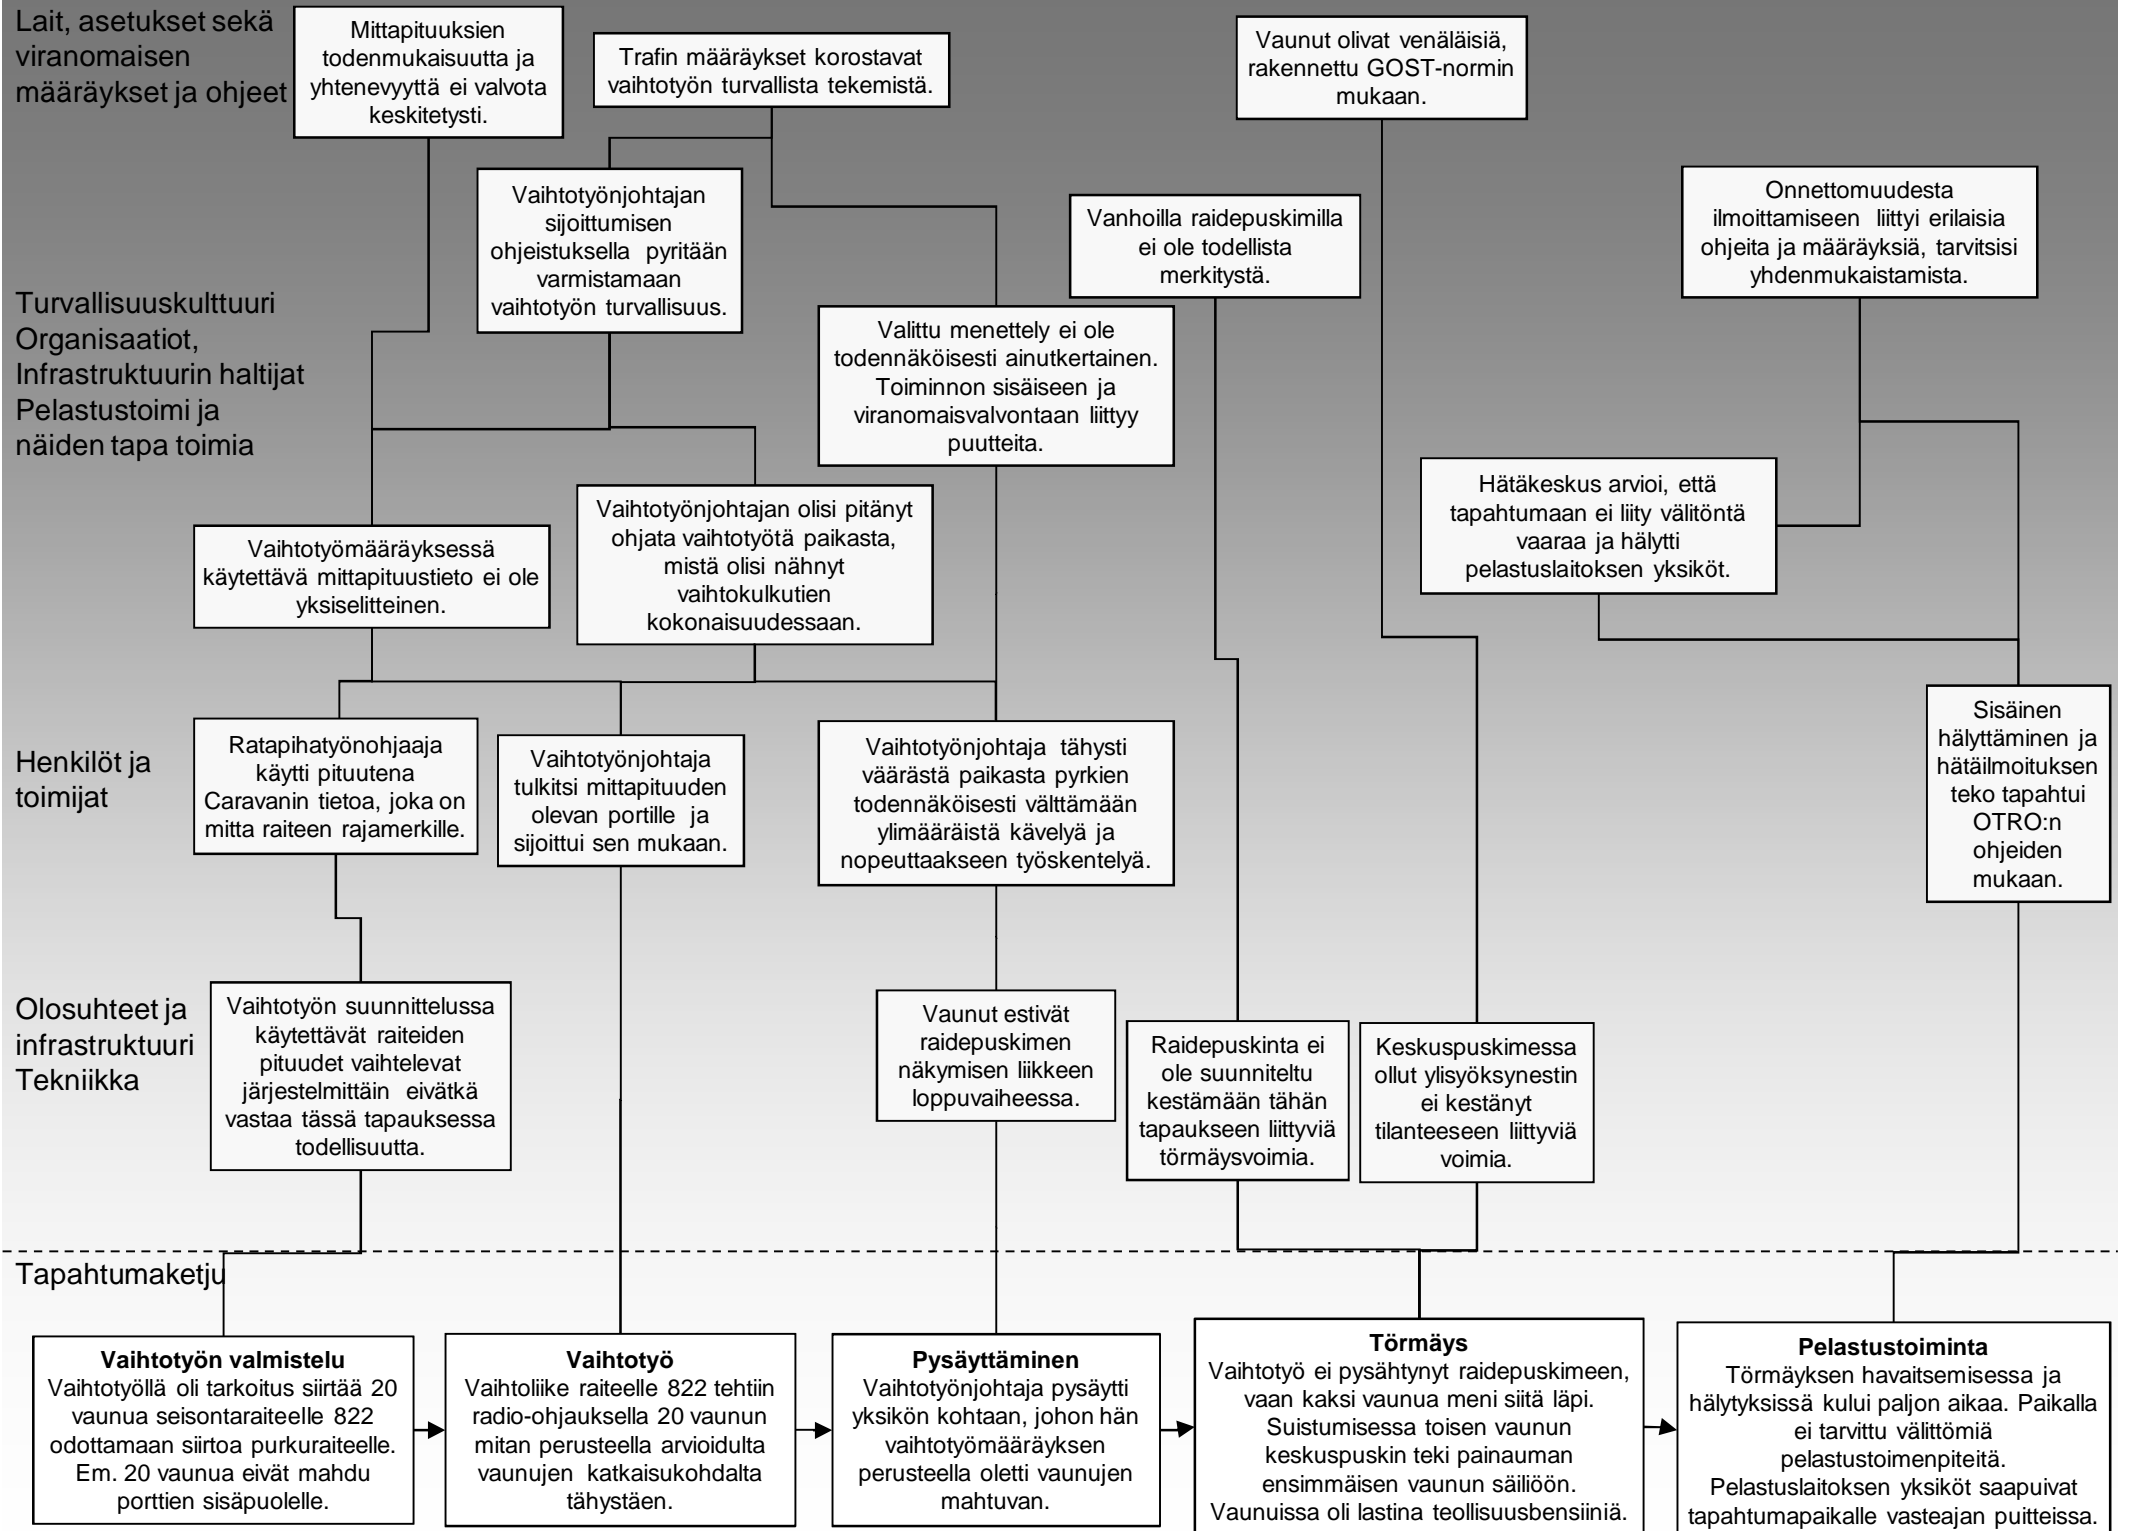 Lait, asetukset sekä
viranomaisen
määräykset ja ohjeet
Mittapituuksien
todenmukaisuutta ja
yhtenevyyttä ei valvota
keskitetysti.
Trafin määräykset korostavat
vaihtotyön turvallista tekemistä.
Vaunut olivat venäläisiä,
rakennettu GOST-normin
mukaan.
Vaihtotyönjohtajan
sijoittumisen
ohjeistuksella pyritään
varmistamaan
vaihtotyön turvallisuus.
Vanhoilla raidepuskimilla
ei ole todellista
merkitystä.
Onnettomuudesta
ilmoittamiseen liittyi erilaisia
ohjeita ja määräyksiä, tarvitsisi
yhdenmukaistamista.
Turvallisuuskulttuuri
Organisaatiot,
Infrastruktuurin haltijat
Pelastustoimi ja
näiden tapa toimia
Valittu menettely ei ole
todennäköisesti ainutkertainen.
Toiminnon sisäiseen ja
viranomaisvalvontaan liittyy
puutteita.
Hätäkeskus arvioi, että
tapahtumaan ei liity välitöntä
vaaraa ja hälytti
pelastuslaitoksen yksiköt.
Vaihtotyömääräyksessä
käytettävä mittapituustieto ei ole
yksiselitteinen.
Vaihtotyönjohtajan olisi pitänyt
ohjata vaihtotyötä paikasta,
mistä olisi nähnyt
vaihtokulkutien
kokonaisuudessaan.
Henkilöt ja
toimijat
Ratapihatyönohjaaja
käytti pituutena
Caravanin tietoa, joka on
mitta raiteen rajamerkille.
Vaihtotyönjohtaja
tulkitsi mittapituuden
olevan portille ja
sijoittui sen mukaan.
Vaihtotyönjohtaja tähysti
väärästä paikasta pyrkien
todennäköisesti välttämään
ylimääräistä kävelyä ja
nopeuttaakseen työskentelyä.
Sisäinen
hälyttäminen ja
hätäilmoituksen
teko tapahtui
OTRO:n
ohjeiden
mukaan.
Olosuhteet ja
infrastruktuuri
Tekniikka
Vaihtotyön suunnittelussa
käytettävät raiteiden
pituudet vaihtelevat
järjestelmittäin eivätkä
vastaa tässä tapauksessa
todellisuutta.
Vaunut estivät
raidepuskimen
näkymisen liikkeen
loppuvaiheessa.
Raidepuskinta ei
ole suunniteltu
kestämään tähän
tapaukseen liittyviä
törmäysvoimia.
Keskuspuskimessa
ollut ylisyöksynestin
ei kestänyt
tilanteeseen liittyviä
voimia.
Tapahtumaketju
Vaihtotyön valmistelu
Vaihtotyöllä oli tarkoitus siirtää 20
vaunua seisontaraiteelle 822
odottamaan siirtoa purkuraiteelle.
Em. 20 vaunua eivät mahdu
porttien sisäpuolelle.
Vaihtotyö
Vaihtoliike raiteelle 822 tehtiin
radio-ohjauksella 20 vaunun
mitan perusteella arvioidulta
vaunujen katkaisukohdalta
tähystäen.
Pysäyttäminen
Vaihtotyönjohtaja pysäytti
yksikön kohtaan, johon hän
vaihtotyömääräyksen
perusteella oletti vaunujen
mahtuvan.
Törmäys
Vaihtotyö ei pysähtynyt raidepuskimeen,
vaan kaksi vaunua meni siitä läpi.
Suistumisessa toisen vaunun
keskuspuskin teki painauman
ensimmäisen vaunun säiliöön.
Vaunuissa oli lastina teollisuusbensiiniä.
Pelastustoiminta
Törmäyksen havaitsemisessa ja
hälytyksissä kului paljon aikaa. Paikalla
ei tarvittu välittömiä
pelastustoimenpiteitä.
Pelastuslaitoksen yksiköt saapuivat
tapahtumapaikalle vasteajan puitteissa.